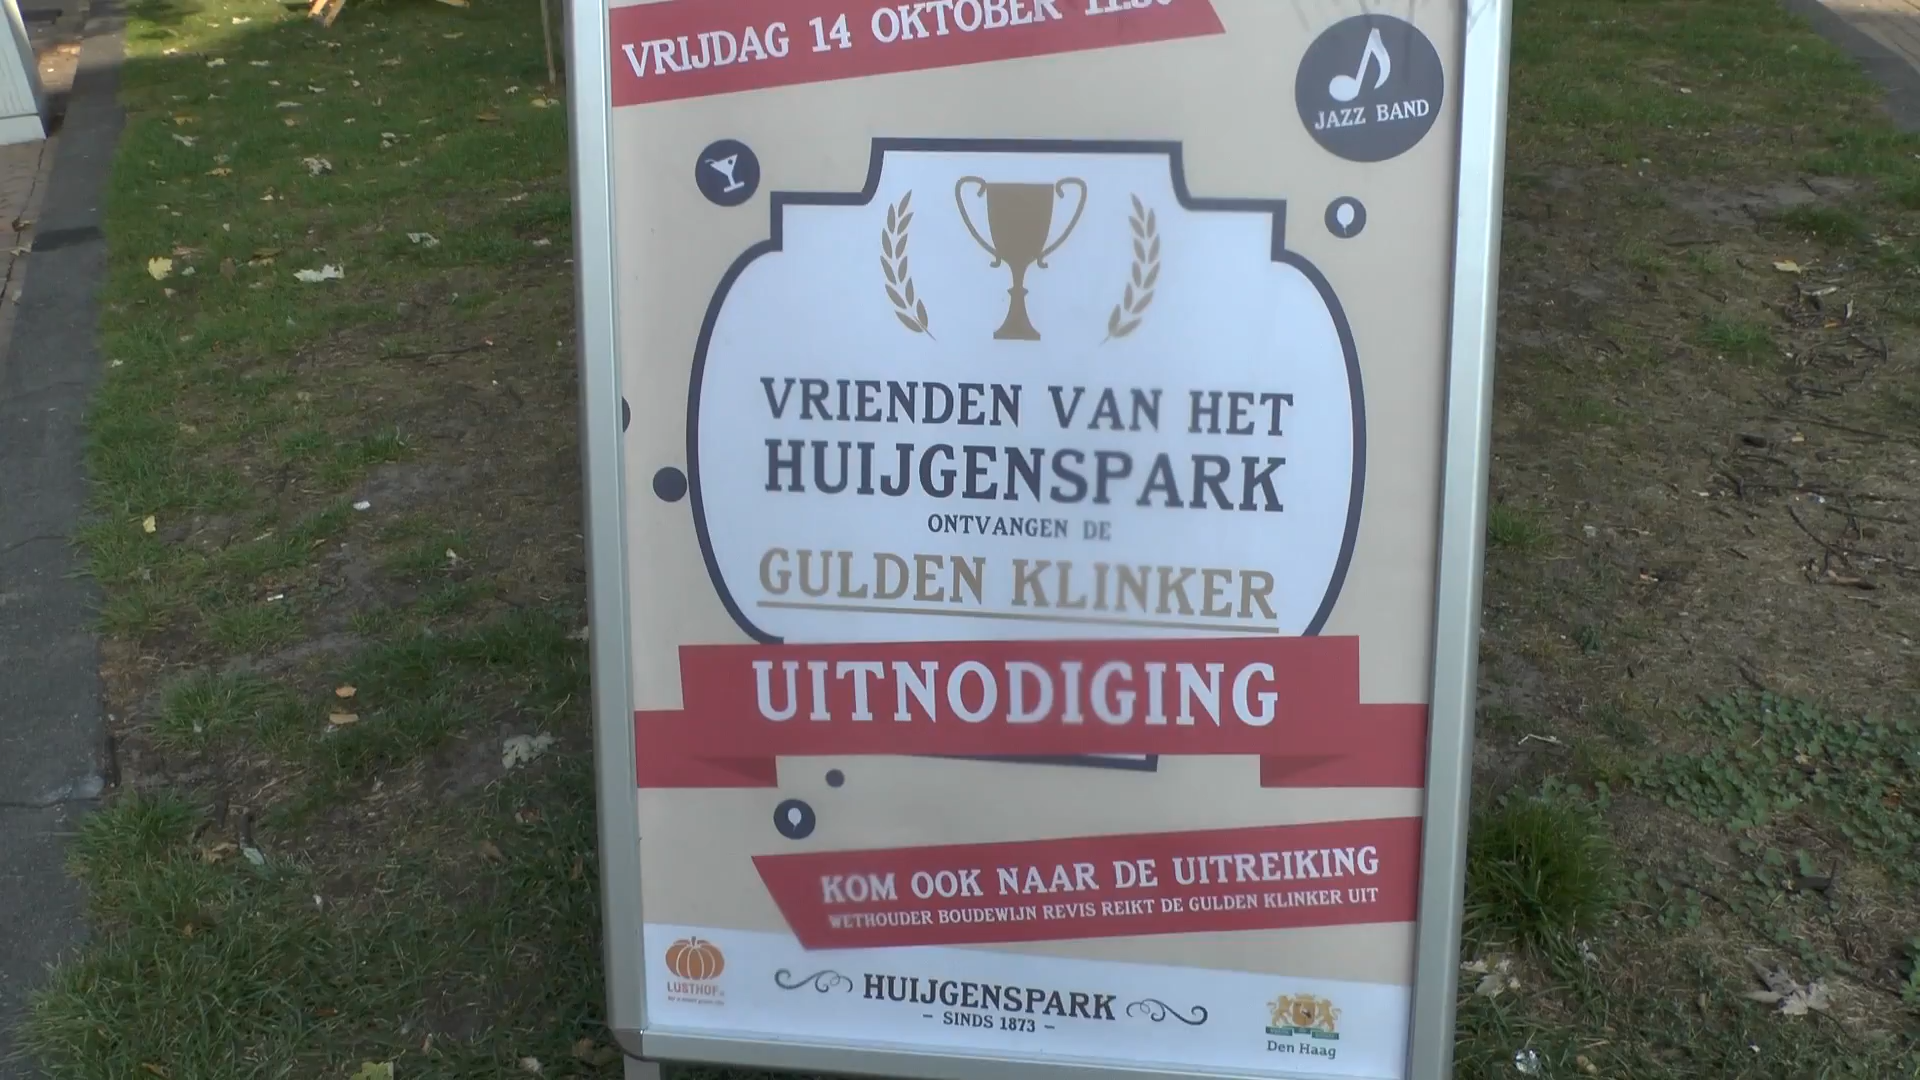 VRIJDAG 14 OKTOBER
JAZZ BAND
VRIENDEN VAN HET
HUIJGENSPARK
ONTVANGEN DE
GULDEN KLINKER
UITNODIGING
KOM OOK NAAR DE UITREIKING
WETHOUDER BOUDEWIJN REVIS REIKT DE GULDEN KLINKER UIT
LUSTHOF
HUIJGENSPARK
- SINDS 1873 -
Den Haag